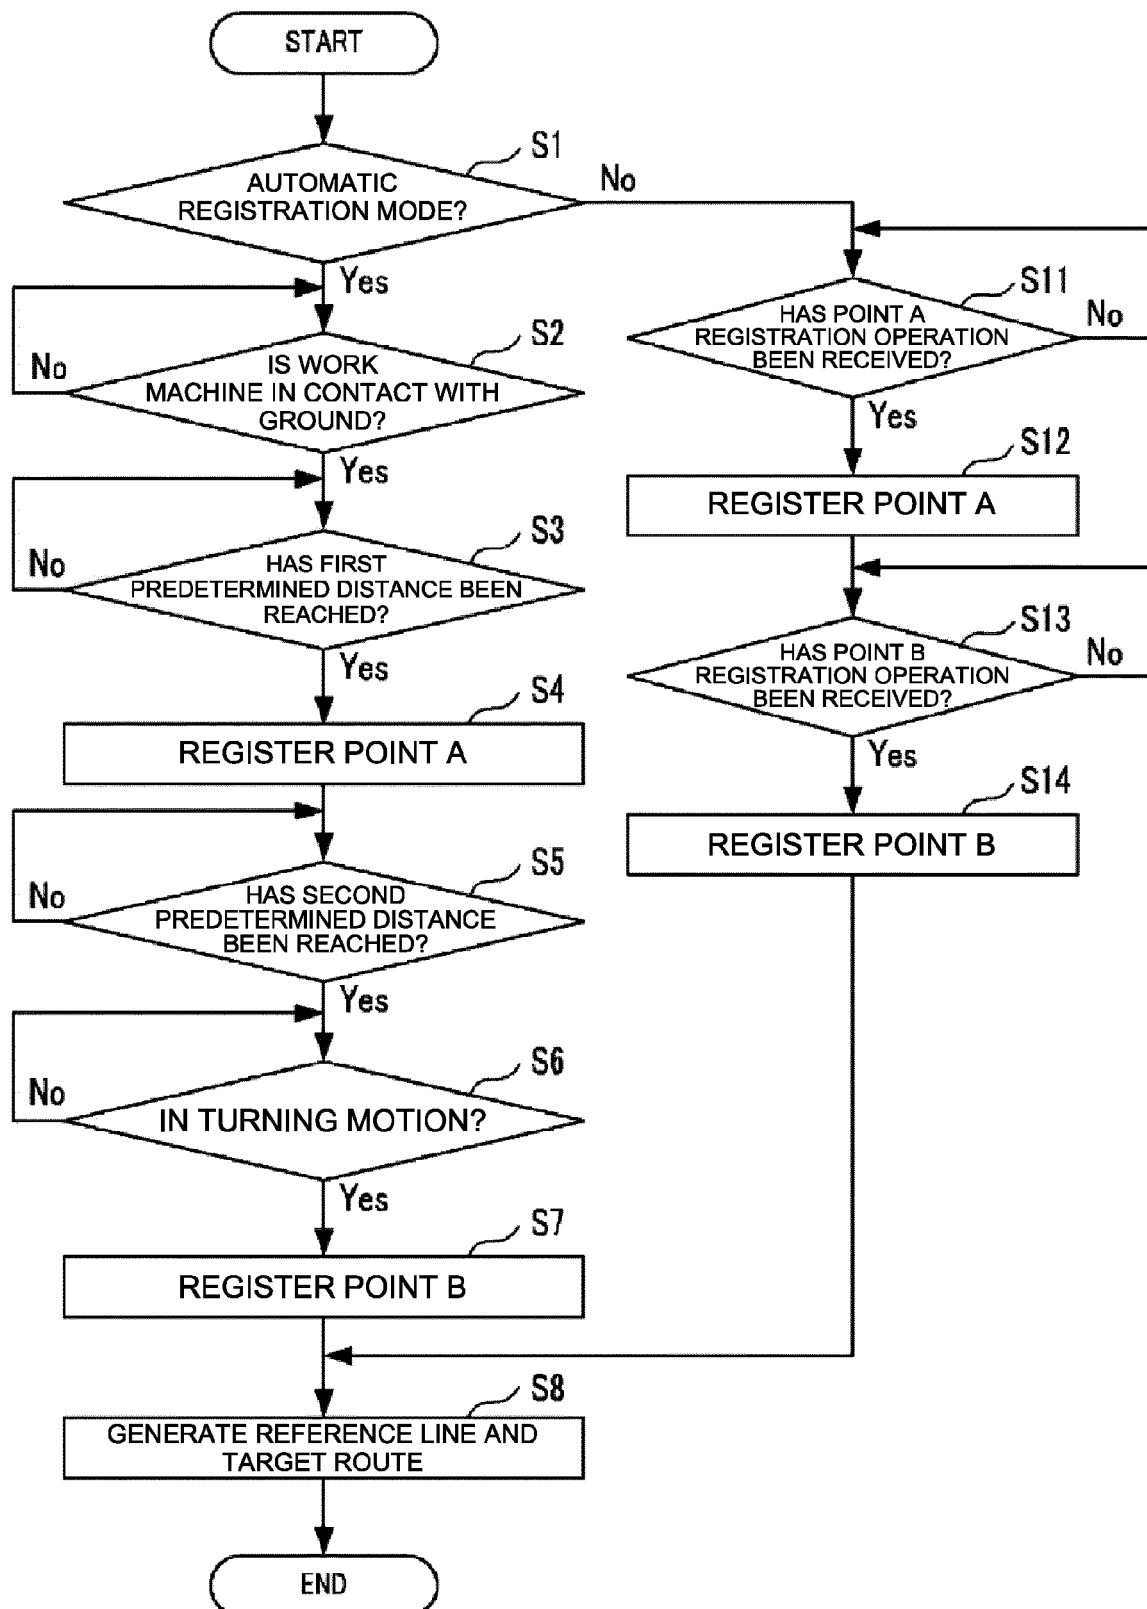 START
S1
AUTOMATIC
REGISTRATION MODE?
No
Yes
S2
IS WORK
MACHINE IN CONTACT WITH
GROUND?
No
Yes
S3
HAS FIRST
PREDETERMINED DISTANCE BEEN
REACHED?
No
Yes
S4
REGISTER POINT A
S5
HAS SECOND
PREDETERMINED DISTANCE
BEEN REACHED?
No
Yes
S6
IN TURNING MOTION?
No
Yes
S7
REGISTER POINT B
S11
HAS POINT A
REGISTRATION OPERATION
BEEN RECEIVED?
No
Yes
S12
REGISTER POINT A
S13
HAS POINT B
REGISTRATION OPERATION
BEEN RECEIVED?
No
Yes
S14
REGISTER POINT B
S8
GENERATE REFERENCE LINE AND
TARGET ROUTE
END